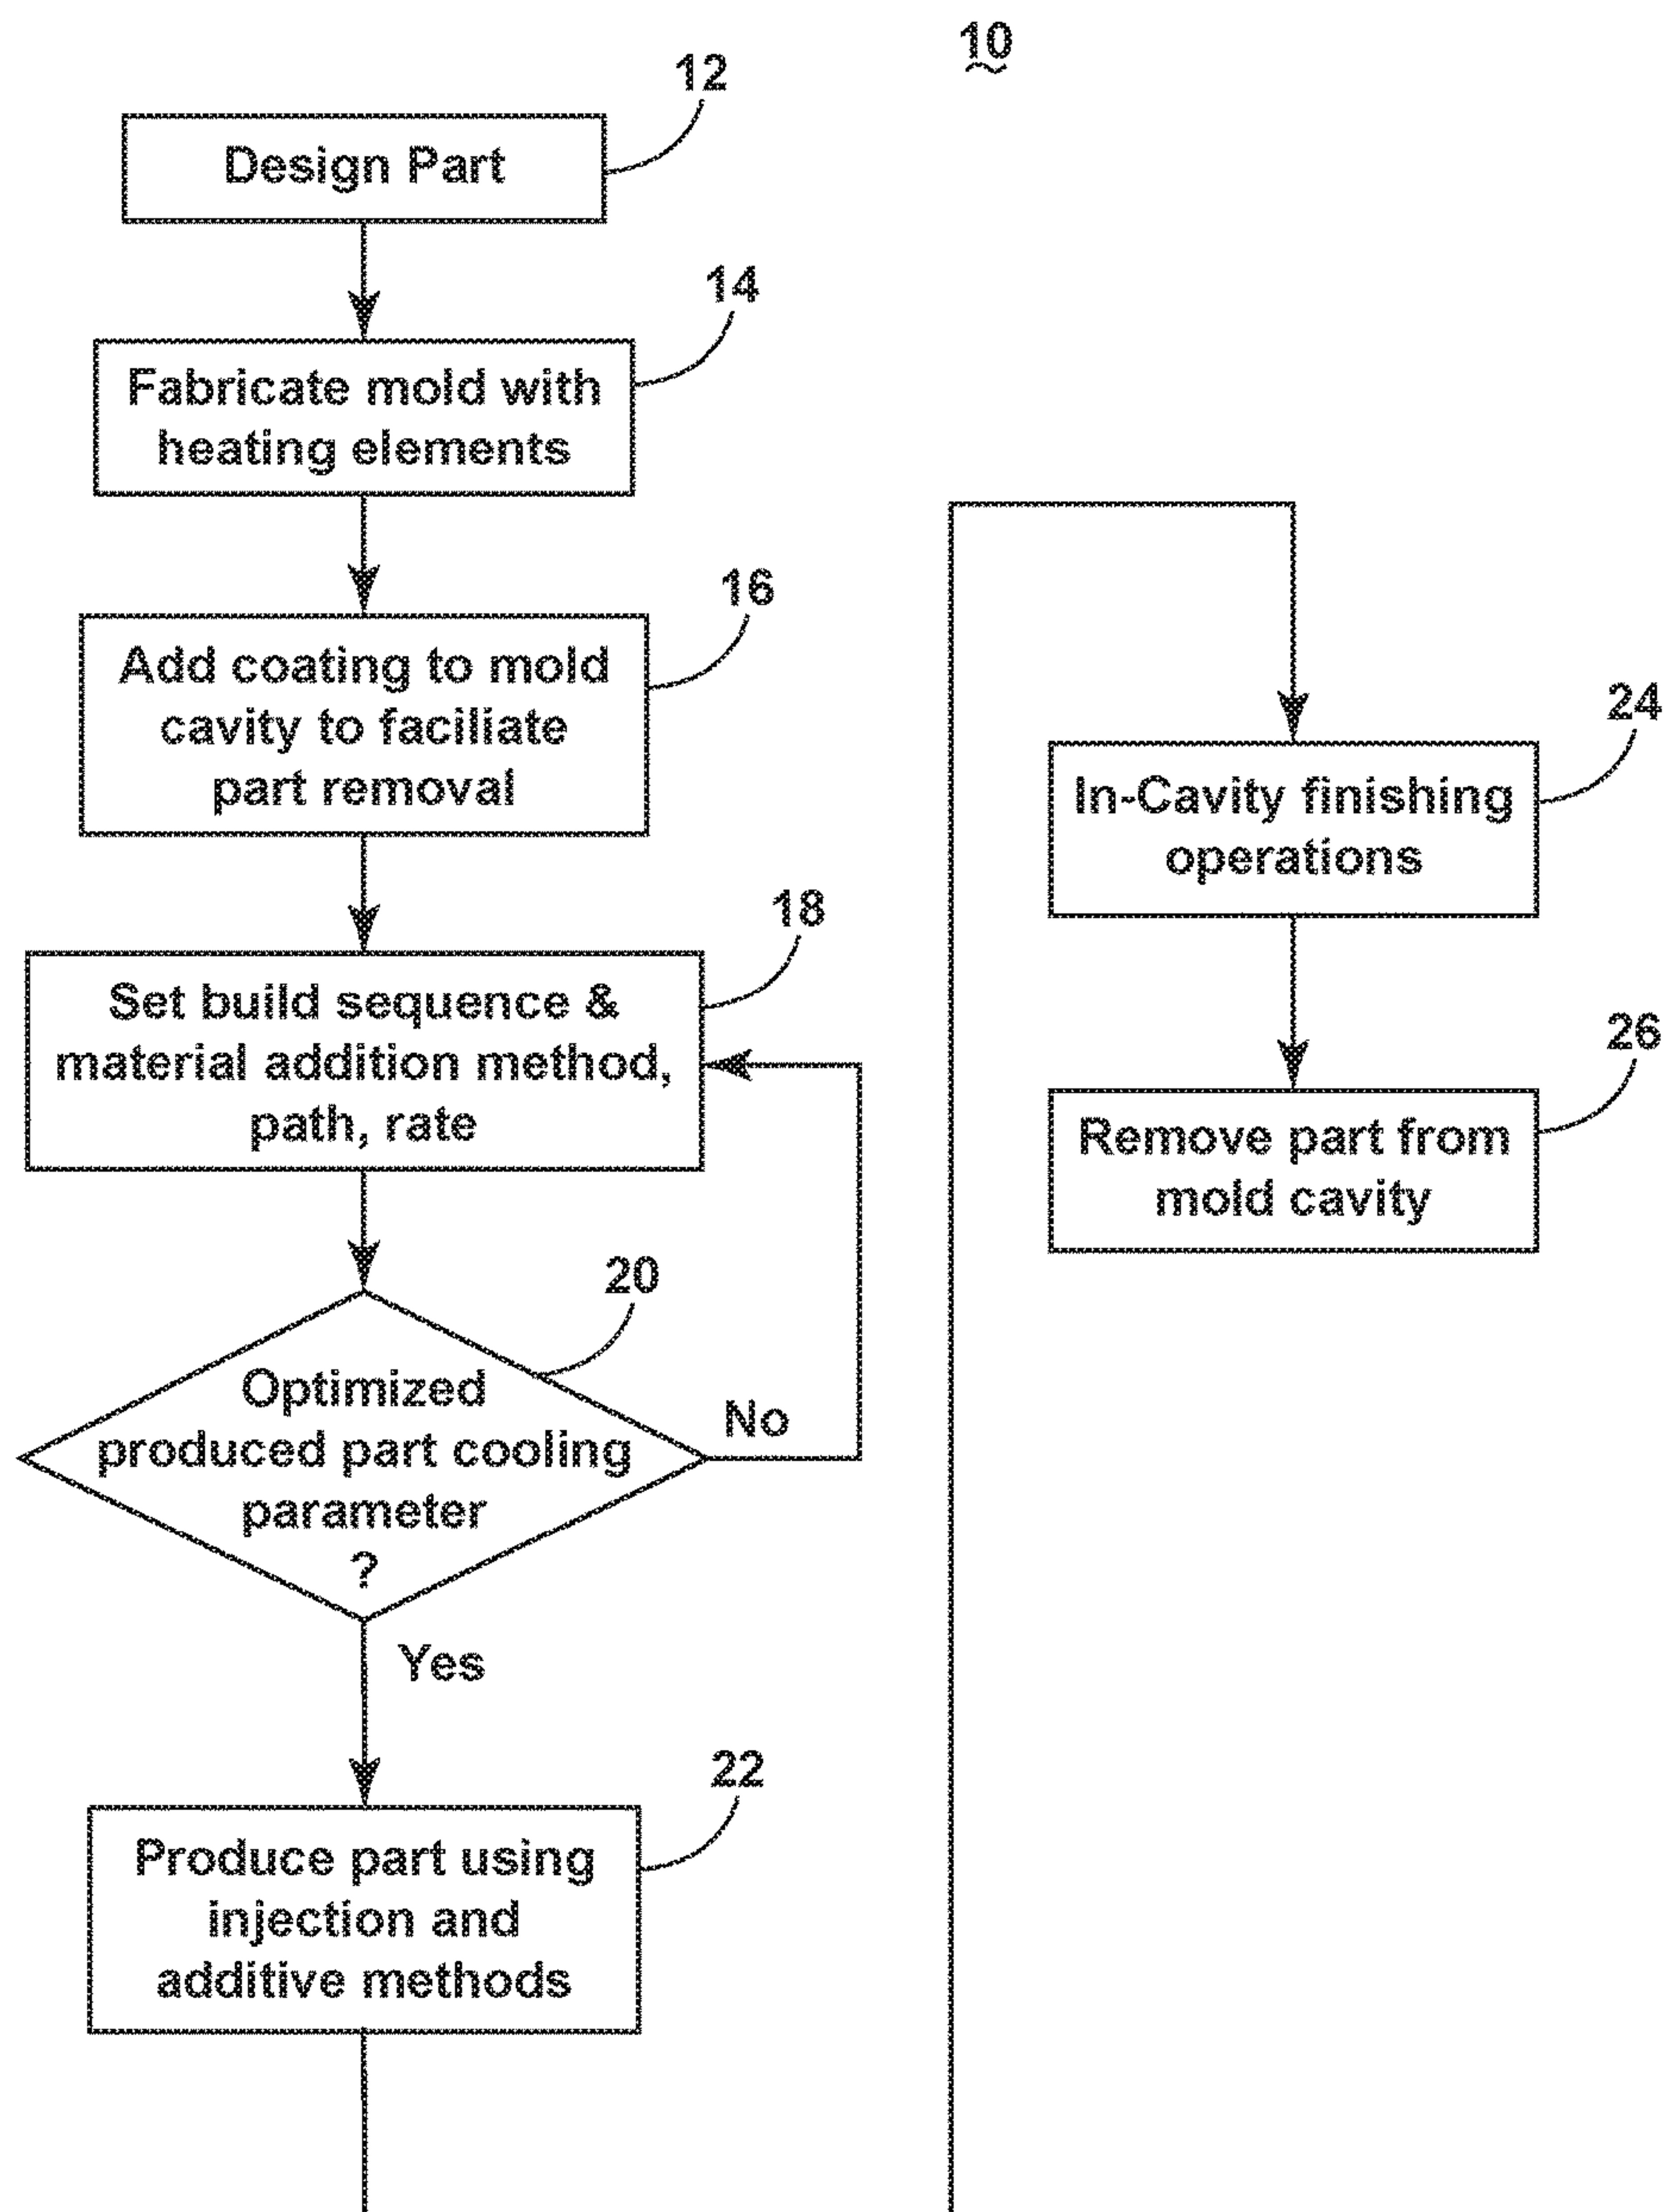 10
12
Design Part
14
Fabricate mold with
heating elements
16
Add coating to mold
cavity to faciliate
part removal
18
Set build sequence &
material addition method,
path, rate
20
Optimized
produced part cooling
parameter
?
No
Yes
22
Produce part using
injection and
additive methods
24
In-Cavity finishing
operations
26
Remove part from
mold cavity